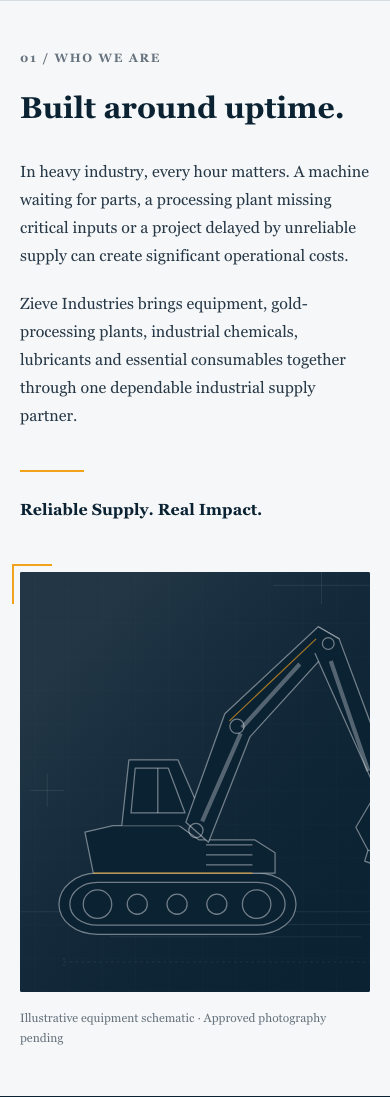 01 / WHO WE ARE
Built around uptime.
In heavy industry, every hour matters. A machine
waiting for parts, a processing plant missing
critical inputs or a project delayed by unreliable
supply can create significant operational costs.
Zieve Industries brings equipment, gold-
processing plants, industrial chemicals,
lubricants and essential consumables together
through one dependable industrial supply
partner.
Reliable Supply. Real Impact.
Illustrative equipment schematic · Approved photography
pending